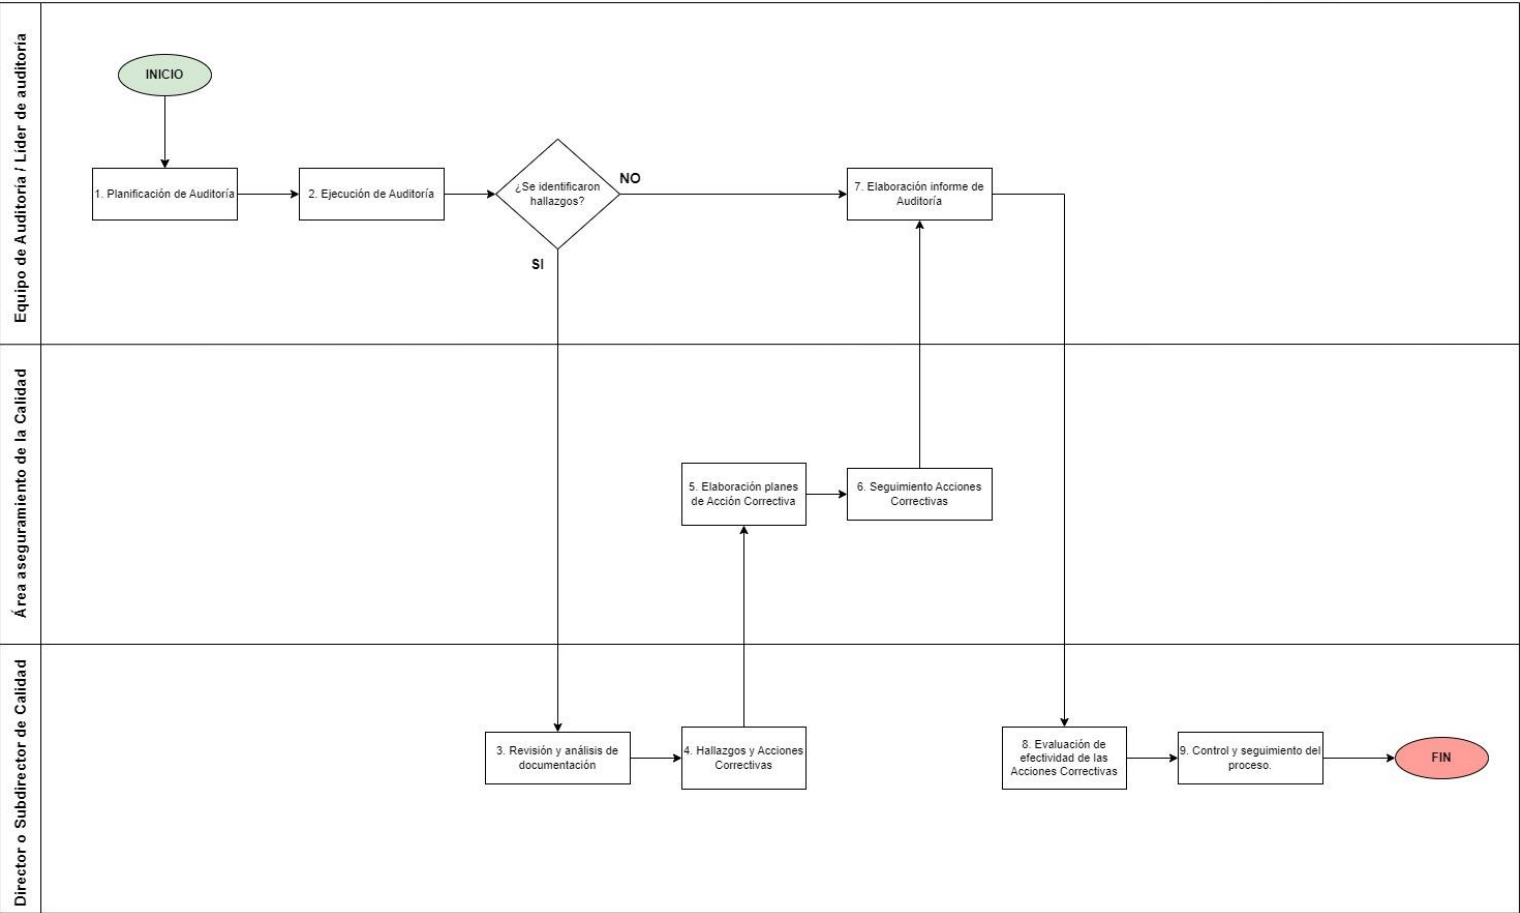 Equipo de Auditoría / Líder de auditoría
INICIO
1. Planificación de Auditoría
2. Ejecución de Auditoría
¿Se identificaron
hallazgos?
NO
SI
7. Elaboración informe de
Auditoría
Área aseguramiento de la Calidad
5. Elaboración planes
de Acción Correctiva
6. Seguimiento Acciones
Correctivas
Director o Subdirector de Calidad
3. Revisión y análisis de
documentación
4. Hallazgos y Acciones
Correctivas
8. Evaluación de
efectividad de las
Acciones Correctivas
9. Control y seguimiento del
proceso.
FIN